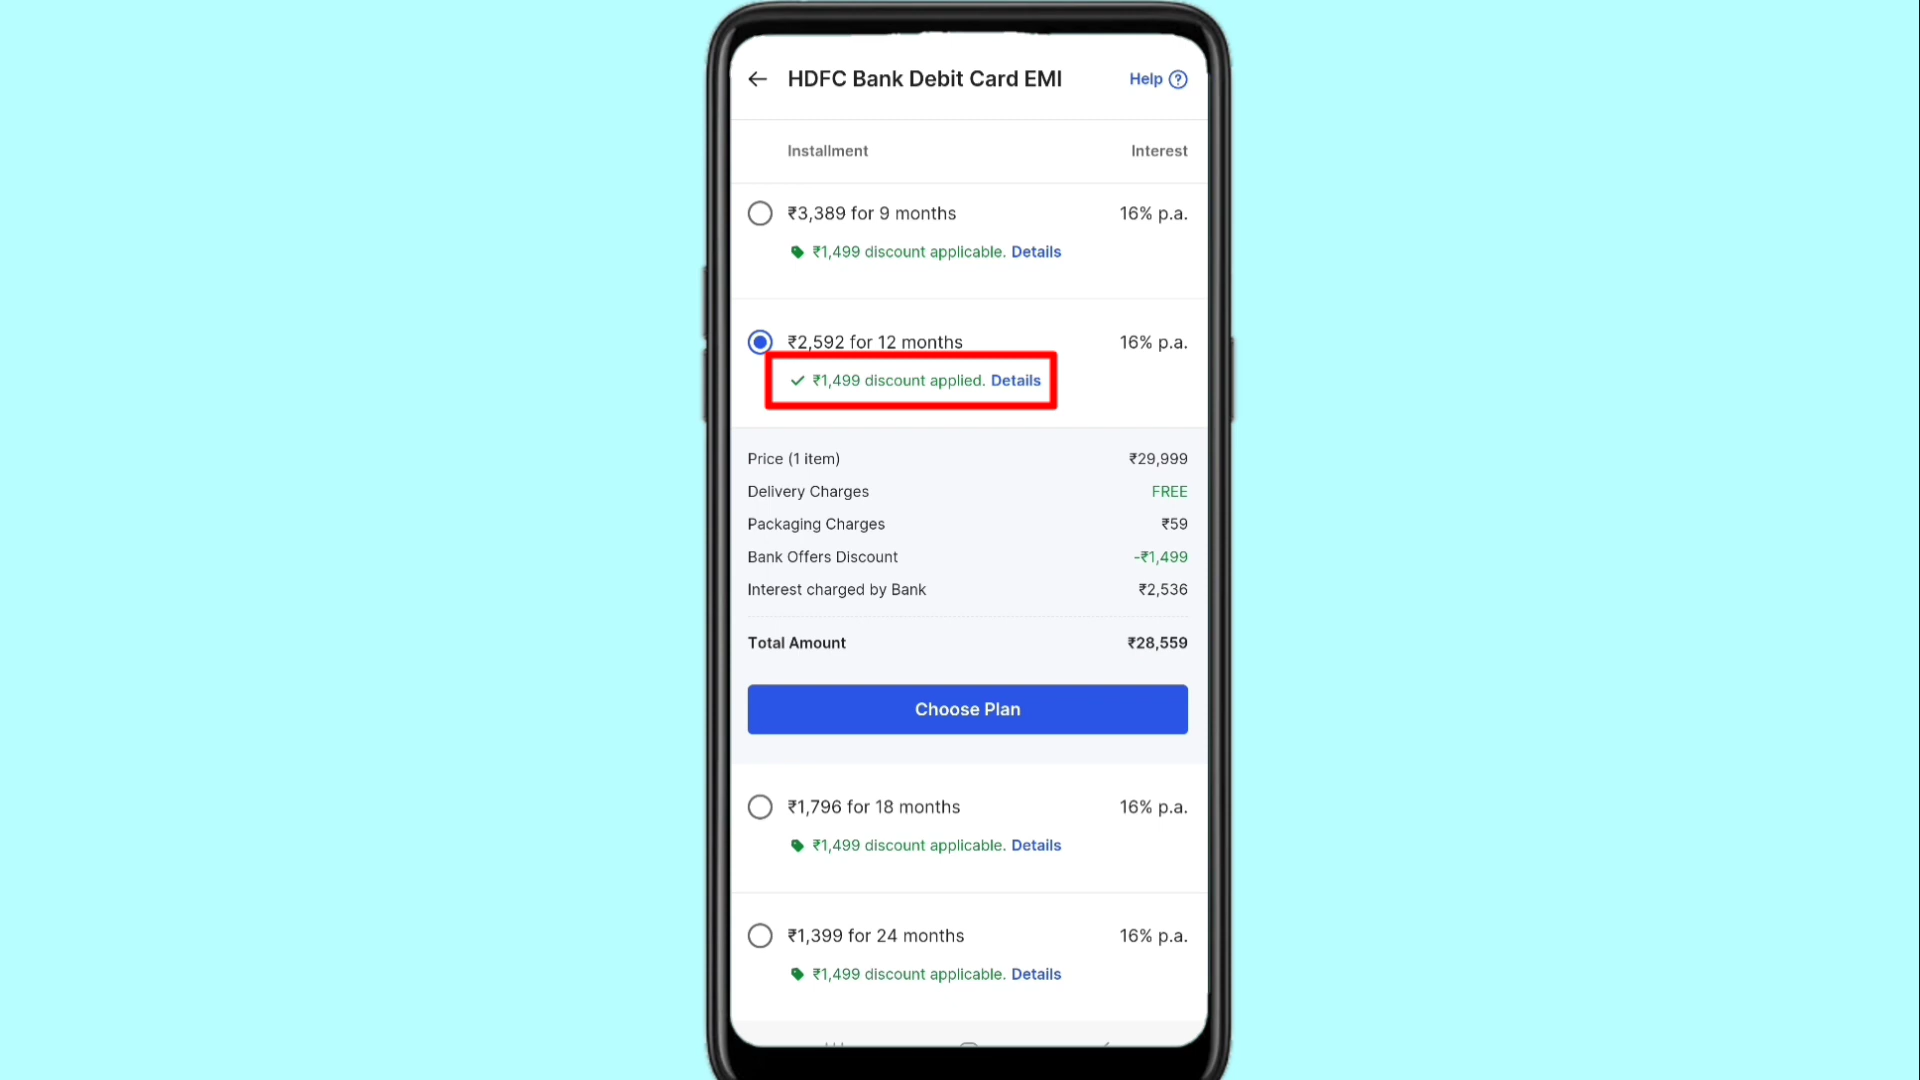 HDFC Bank Debit Card EMI Help
Installment Interest
₹3,389 for 9 months 16% p.a.
₹1,499 discount applicable. Details
₹2,592 for 12 months 16% p.a.
₹1,499 discount applied. Details
Price (1 item) ₹29,999
Delivery Charges FREE
Packaging Charges ₹59
Bank Offers Discount -₹1,499
Interest charged by Bank ₹2,536
Total Amount ₹28,559
Choose Plan
₹1,796 for 18 months 16% p.a.
₹1,499 discount applicable. Details
₹1,399 for 24 months 16% p.a.
₹1,499 discount applicable. Details